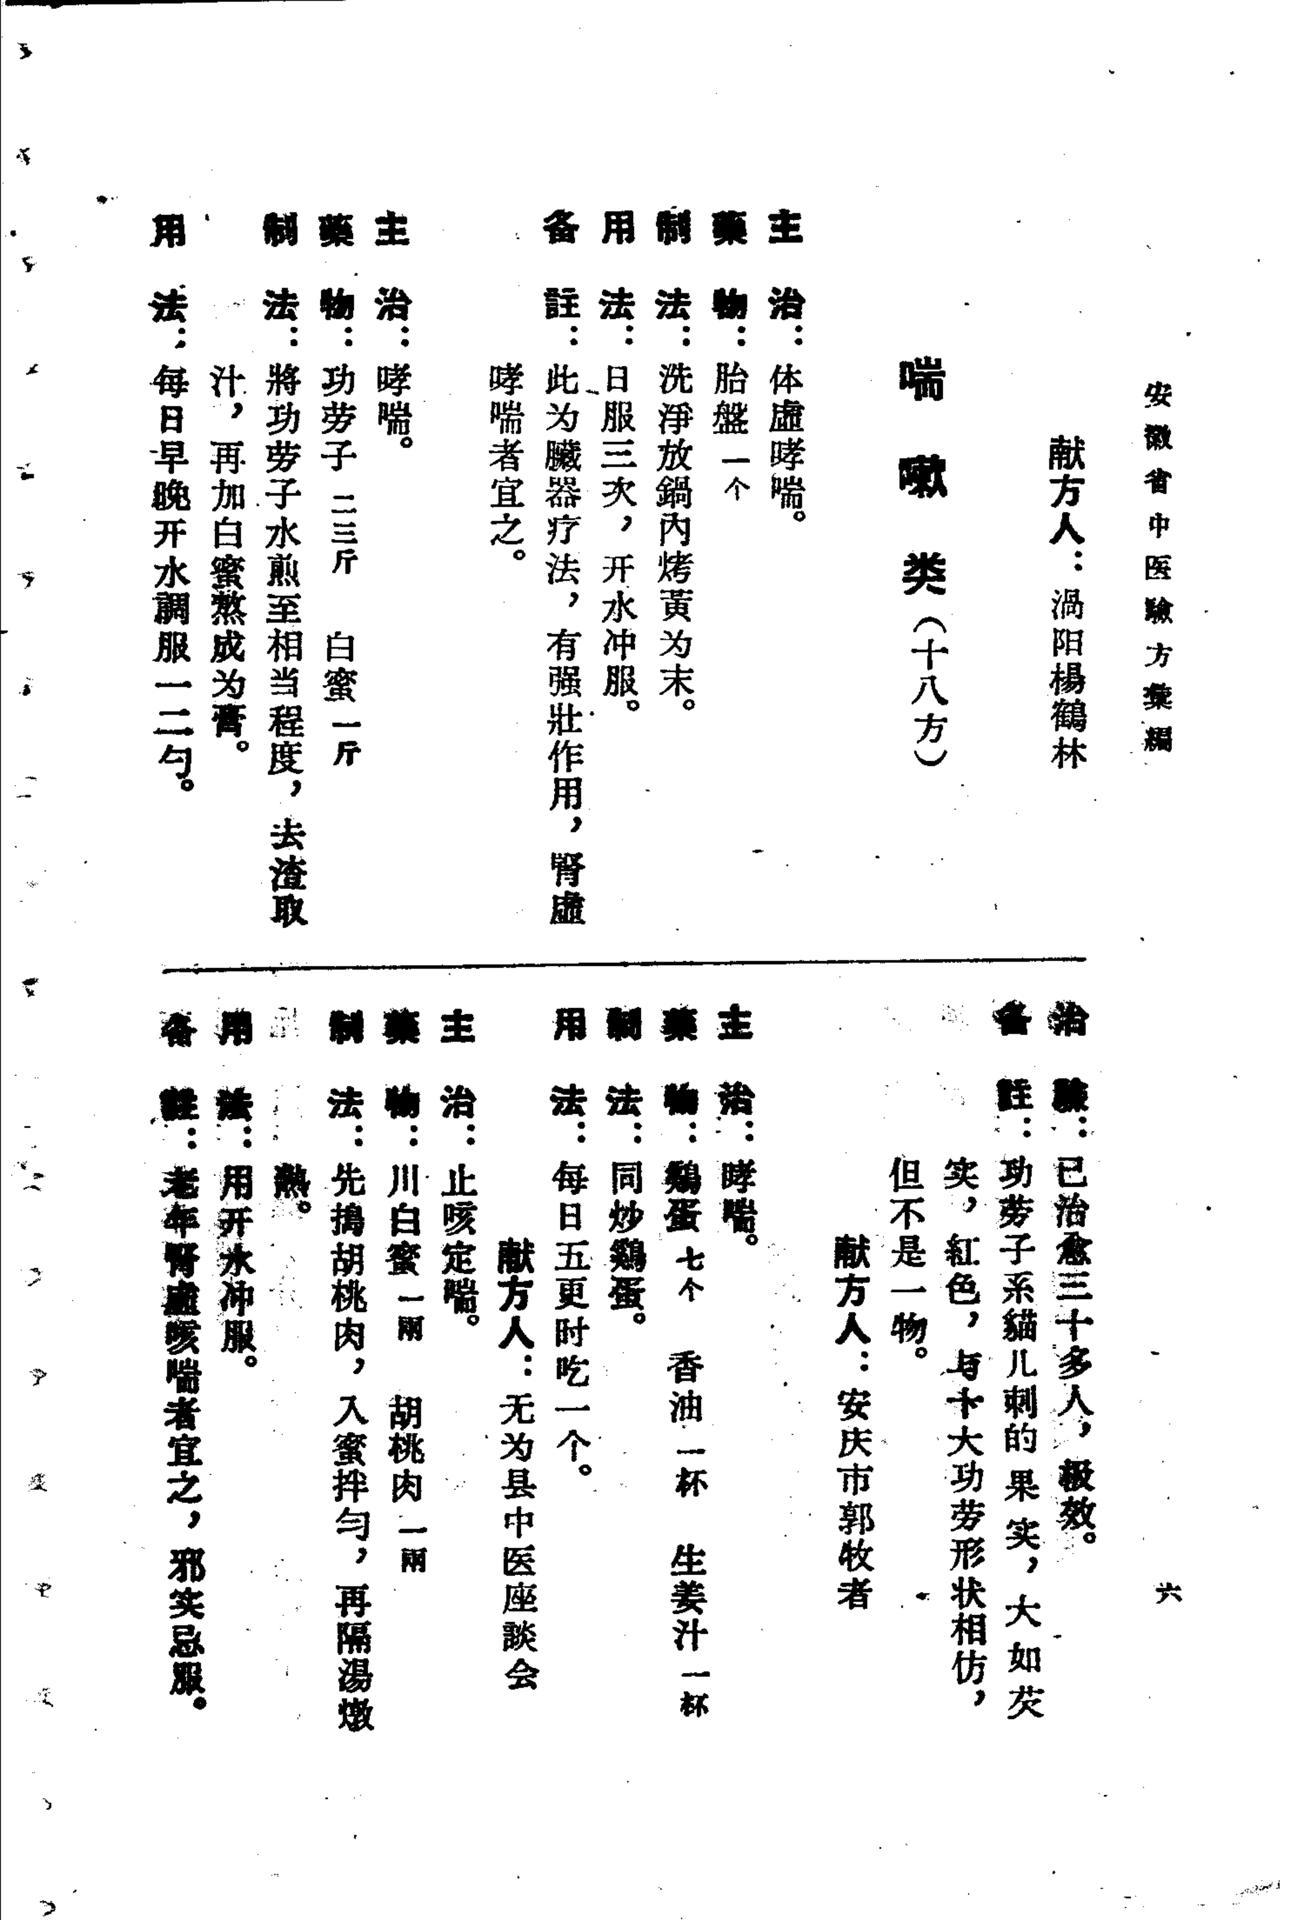 安徽省中医驗方彙編
六
献方人：渦阳楊鶴林
喘嗽类（十八方）
主治：体虛哮喘。
藥物：胎盤一个
制法：洗淨放鍋內烤黃为末。
用法：日服三次，开水冲服。
备註：此为臟器疗法，有强壯作用，腎虛
哮喘者宜之。
主治：哮喘。
藥物：功劳子二三斤　白蜜一斤
制法：將功劳子水煎至相当程度，去渣取
汁，再加白蜜熬成为膏。
用法：每日早晚开水調服一二勺。
治驗：已治愈三十多人，极效。
备註：功劳子系貓儿刺的果实，大如芡
实，紅色，与十大功劳形状相仿，
但不是一物。
献方人：安庆市郭牧者
主治：哮喘。
藥物：鷄蛋七个　香油一杯　生姜汁一杯
制法：同炒鷄蛋。
用法：每日五更时吃一个。
献方人：无为县中医座談会
主治：止咳定喘。
藥物：川白蜜一兩　胡桃肉一兩
制法：先搗胡桃肉，入蜜拌匀，再隔湯燉
熟。
用法：用开水冲服。
备註：老年腎虛咳喘者宜之，邪实忌服。